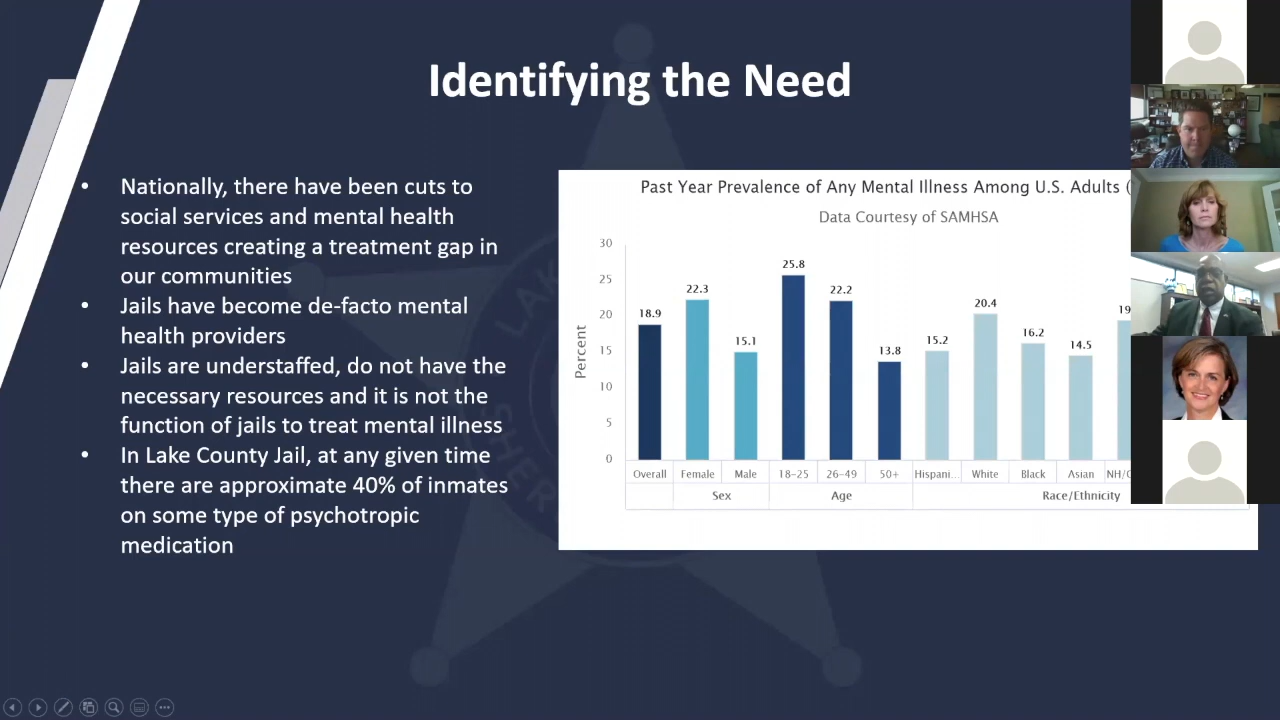 Identifying the Need
• Nationally, there have been cuts to
social services and mental health
resources creating a treatment gap in
our communities
• Jails have become de-facto mental
health providers
• Jails are understaffed, do not have the
necessary resources and it is not the
function of jails to treat mental illness
• In Lake County Jail, at any given time
there are approximate 40% of inmates
on some type of psychotropic
medication
Past Year Prevalence of Any Mental Illness Among U.S. Adults (
Data Courtesy of SAMHSA
Percent
30
25
20
15
10
5
0
18.9
22.3
15.1
25.8
22.2
13.8
15.2
20.4
16.2
14.5
19
Overall Female Male 18-25 26-49 50+ Hispani... White Black Asian NH/
Sex Age Race/Ethnicity
LAK
SHER